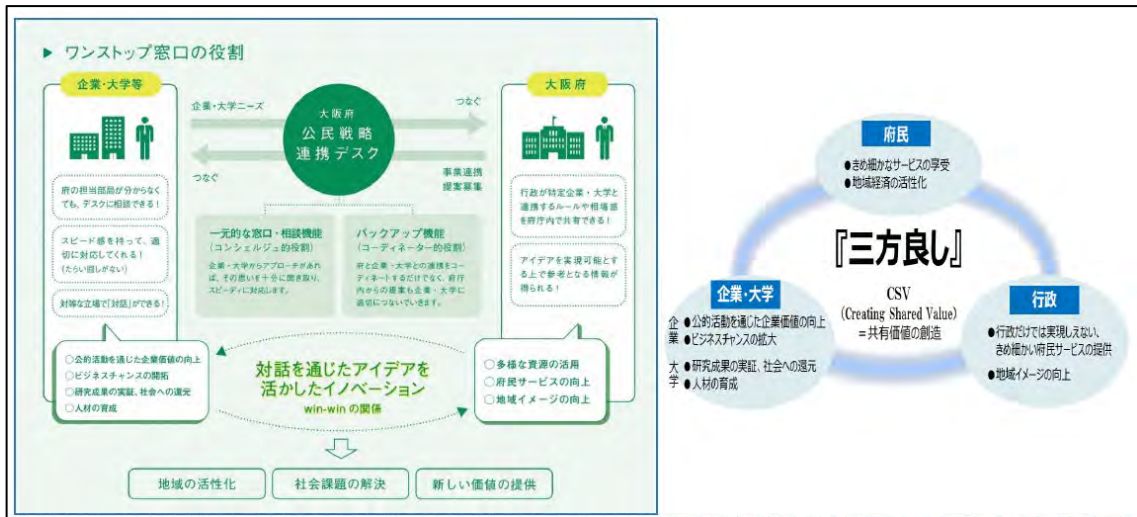 ▶ ワンストップ窓口の役割
企業・大学等
府の担当部局が分からなく
ても、デスクに相談できる！
スピード感を持って、適
切に対応してくれる！
(たらい回しがない)
対等な立場で「対話」ができる！
○公的活動を通じた企業価値の向上
○ビジネスチャンスの開拓
○研究成果の実証、社会への還元
○人材の育成
企業・大学ニーズ
つなぐ
大阪府
公民戦略
連携デスク
つなぐ
事業連携
提案募集
一元的な窓口・相談機能
(コンシェルジュ的役割)
企業・大学からアプローチがあれ
ば、その思いを十分に聞き取り、
スピーディに対応します。
バックアップ機能
(コーディネーター的役割)
府と企業・大学との連携をコー
ディネートするだけでなく、府庁
内からの提案も企業・大学に
適切につないでいきます。
大阪府
行政が特定企業・大学と
連携するルールや相場感
を府庁内で共有できる！
アイデアを実現可能とす
る上で参考となる情報が
得られる！
○多様な資源の活用
○府民サービスの向上
○地域イメージの向上
対話を通じたアイデアを
活かしたイノベーション
win-win の関係
地域の活性化
社会課題の解決
新しい価値の提供
府民
●きめ細かなサービスの享受
●地域経済の活性化
『三方良し』
CSV
(Creating Shared Value)
＝共有価値の創造
企業・大学
企業
●公的活動を通じた企業価値の向上
●ビジネスチャンスの拡大
大学
●研究成果の実証、社会への還元
●人材の育成
行政
●行政だけでは実現しえない、
きめ細かい府民サービスの提供
●地域イメージの向上